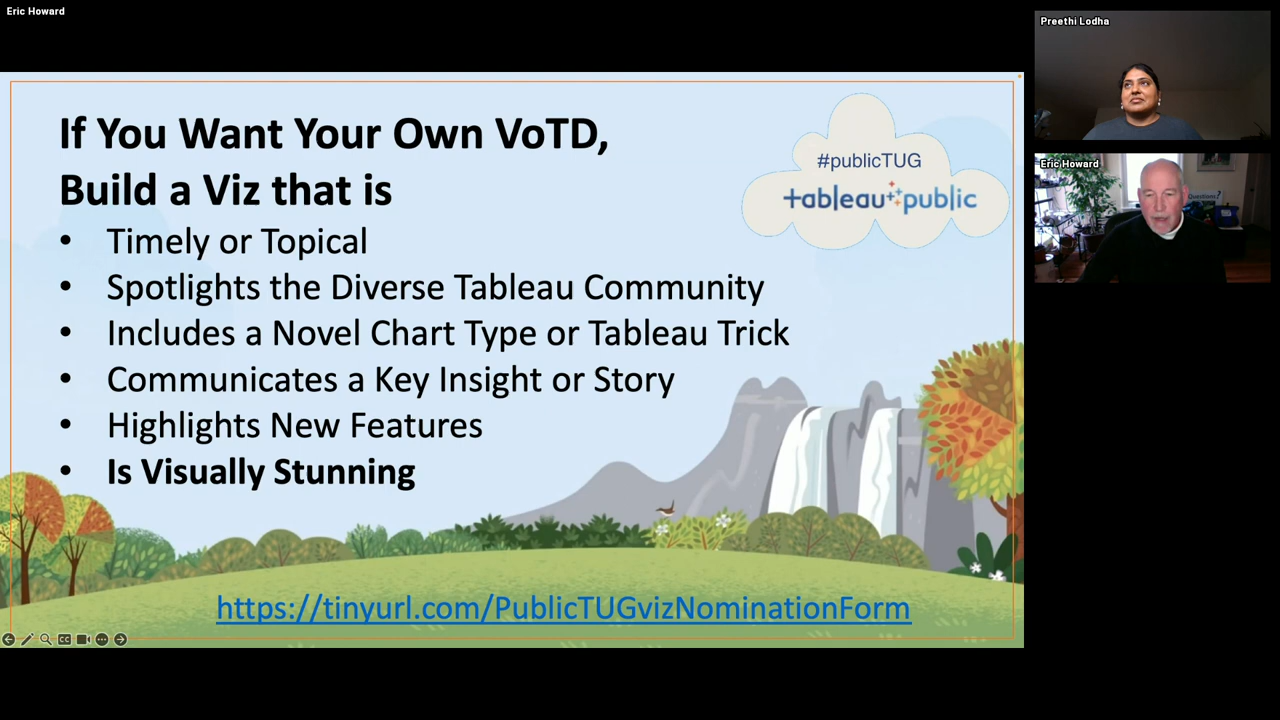 Eric Howard
If You Want Your Own VoTD,
Build a Viz that is
• Timely or Topical
• Spotlights the Diverse Tableau Community
• Includes a Novel Chart Type or Tableau Trick
• Communicates a Key Insight or Story
• Highlights New Features
• Is Visually Stunning
#publicTUG
tableau public
https://tinyurl.com/PublicTUGvizNominationForm
CC
Preethi Lodha
Eric Howard
Questions?